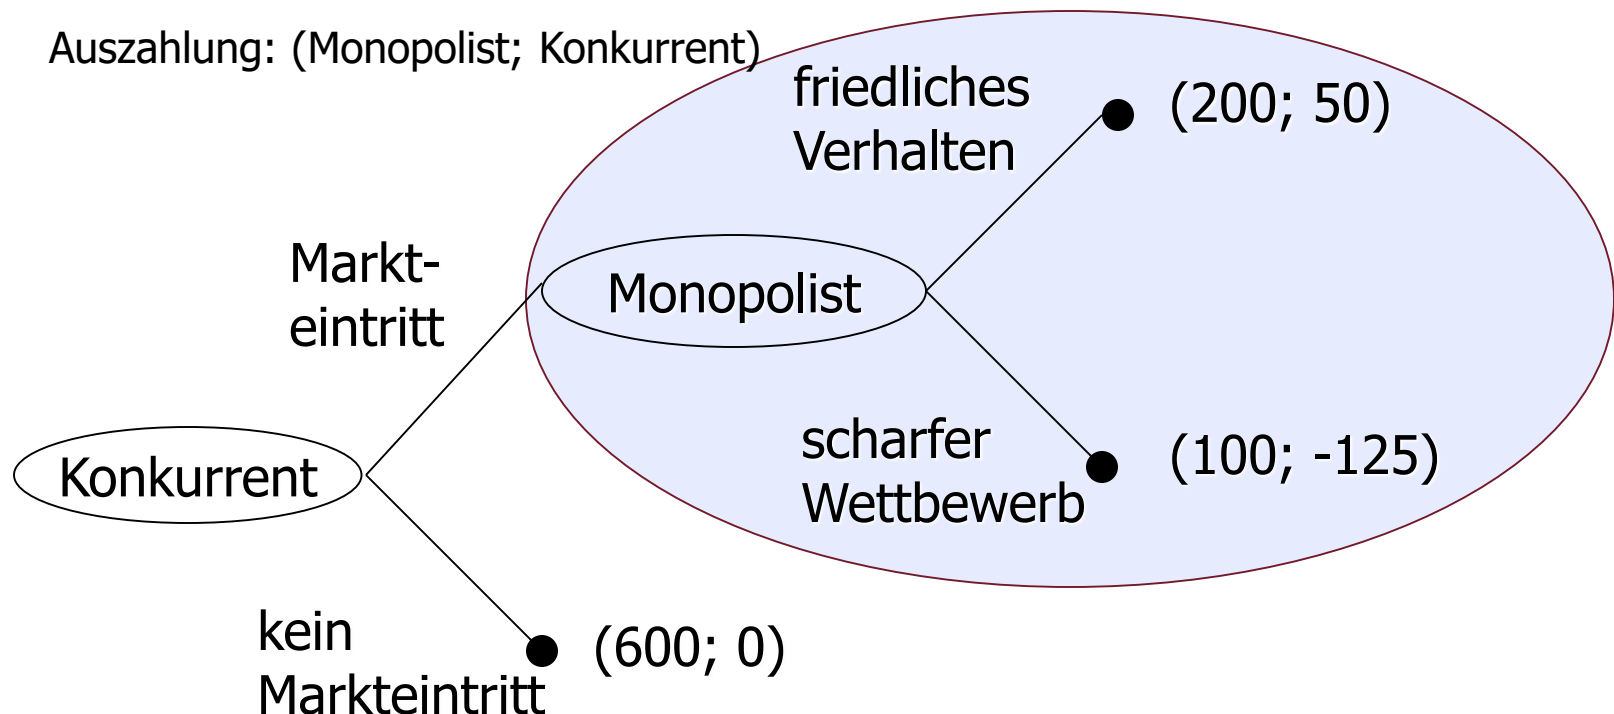 Auszahlung: (Monopolist; Konkurrent)
friedliches
Verhalten
(200; 50)
Markt-
eintritt
Monopolist
scharfer
Wettbewerb
(100; -125)
Konkurrent
kein
Markteintritt
(600; 0)